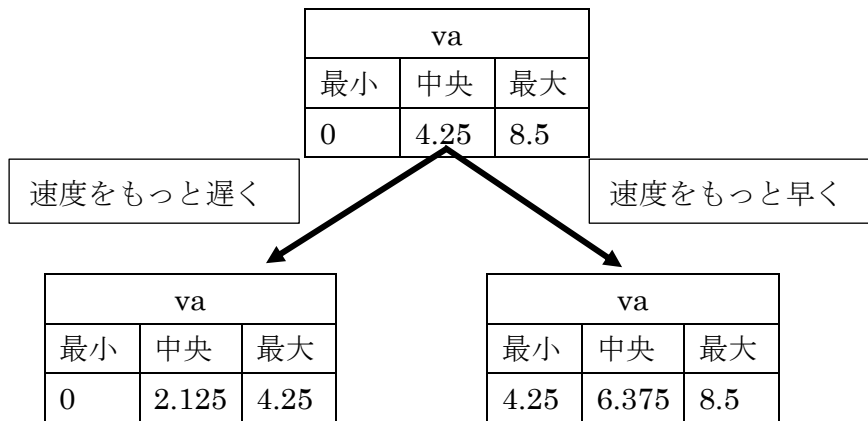 va
最小 中央 最大
0 4.25 8.5
速度をもっと遅く 速度をもっと早く
va va
最小 中央 最大 最小 中央 最大
0 2.125 4.25 4.25 6.375 8.5